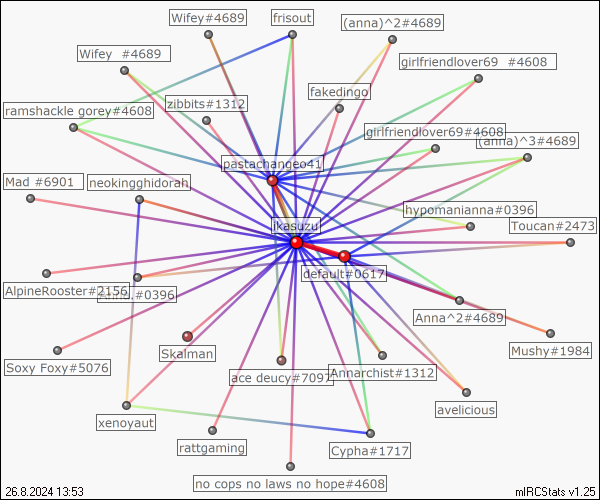 Wifey#4689
frisout
(anna)^2#4689
Wifey #4689
girlfriendlover69 #4608
fakedingo
zibbits#1312
ramshackle gorey#4608
girlfriendlover69#4608
(anna)^3#4689
pastachangeo41
Mad #6901
neokingghidorah
hypomanianna#0396
jkasuzu
Toucan#2473
default#0617
AlpineRooster#2156
#0396
Anna^2#4689
Mushy#1984
Skalman
Soxy Foxy#5076
ace deucy#7097
Annarchist#1312
avelicious
xenoyaut
rattgaming
Cypha#1717
no cops no laws no hope#4608
26.8.2024 13:53
mIRCStats v1.25